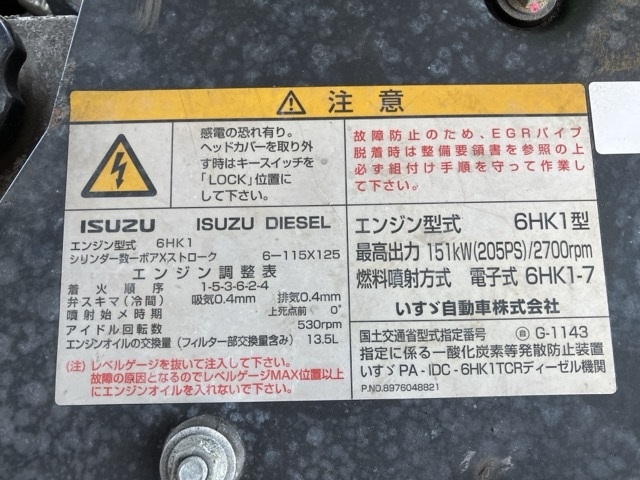 注意
感電の恐れ有り。
ヘッドカバーを取り外
す時はキースイッチを
「LOCK」位置に
して下さい。
故障防止のため、EGRパイプ
脱着時は整備要領書を参照の上
必ず組付け手順を守って作業し
て下さい。
ISUZU ISUZU DIESEL
エンジン型式 6HK1
シリンダー数－ボアXストローク 6－115X125
エンジン調整表
着火順序 1-5-3-6-2-4
弁スキマ(冷間) 吸気0.4mm 排気0.4mm
噴射始メ時期 上死点前 0°
アイドル回転数 530rpm
エンジンオイルの交換量(フィルター部交換量含み) 13.5L
(注)レベルゲージを抜いて注入して下さい。
故障の原因となるのでレベルゲージMAX位置以上
にエンジンオイルを入れないで下さい。
エンジン型式 6HK1型
最高出力 151kW(205PS)/2700rpm
燃料噴射方式 電子式 6HK1-7
いすゞ自動車株式会社
国土交通省型式指定番号 自 G-1143
指定に係る一酸化炭素等発散防止装置
いすゞPA-IDC-6HK1TCRディーゼル機関
P.NO.8976048821